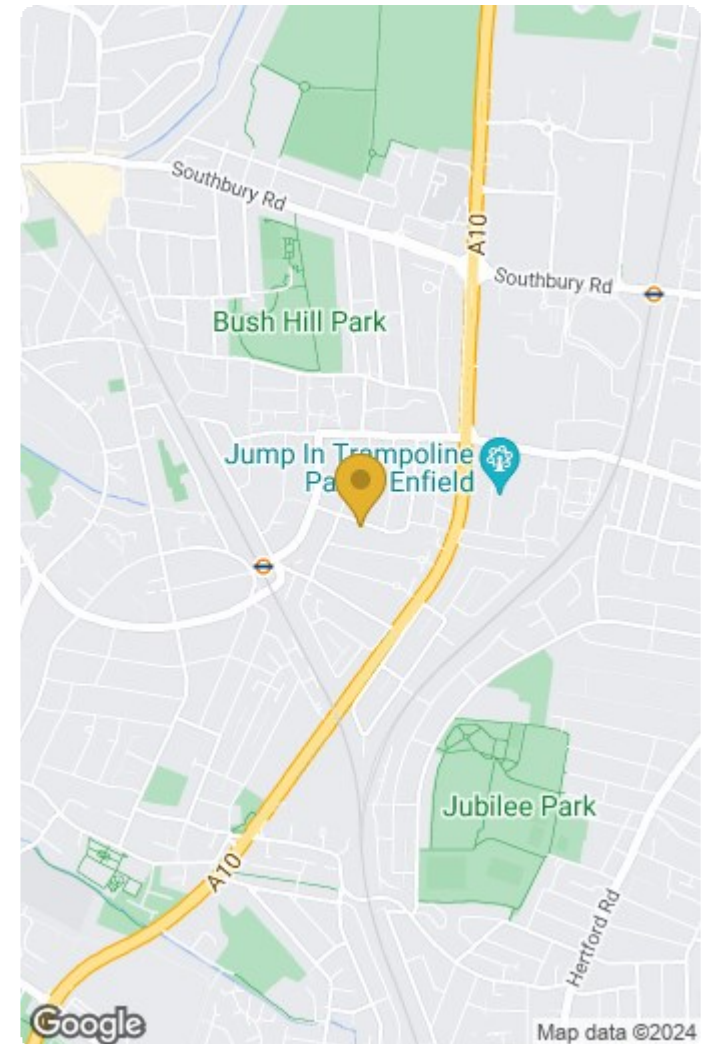 Southbury Rd
A10
Southbury Rd
Bush Hill Park
Jump In Trampoline
Enfield
Jubilee Park
A10
Hertford Rd
Google
Map data ©2024